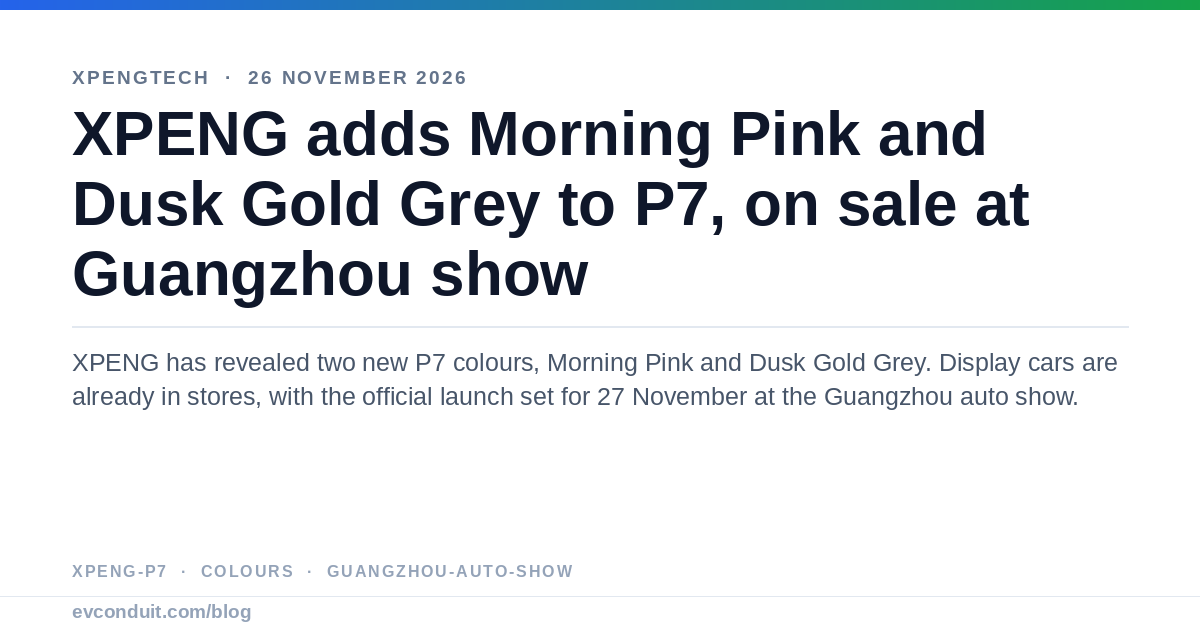 XPENGTECH · 26 NOVEMBER 2026
XPENG adds Morning Pink and
Dusk Gold Grey to P7, on sale at
Guangzhou show
XPENG has revealed two new P7 colours, Morning Pink and Dusk Gold Grey. Display cars are
already in stores, with the official launch set for 27 November at the Guangzhou auto show.
XPENG-P7 · COLOURS · GUANGZHOU-AUTO-SHOW
evconduit.com/blog